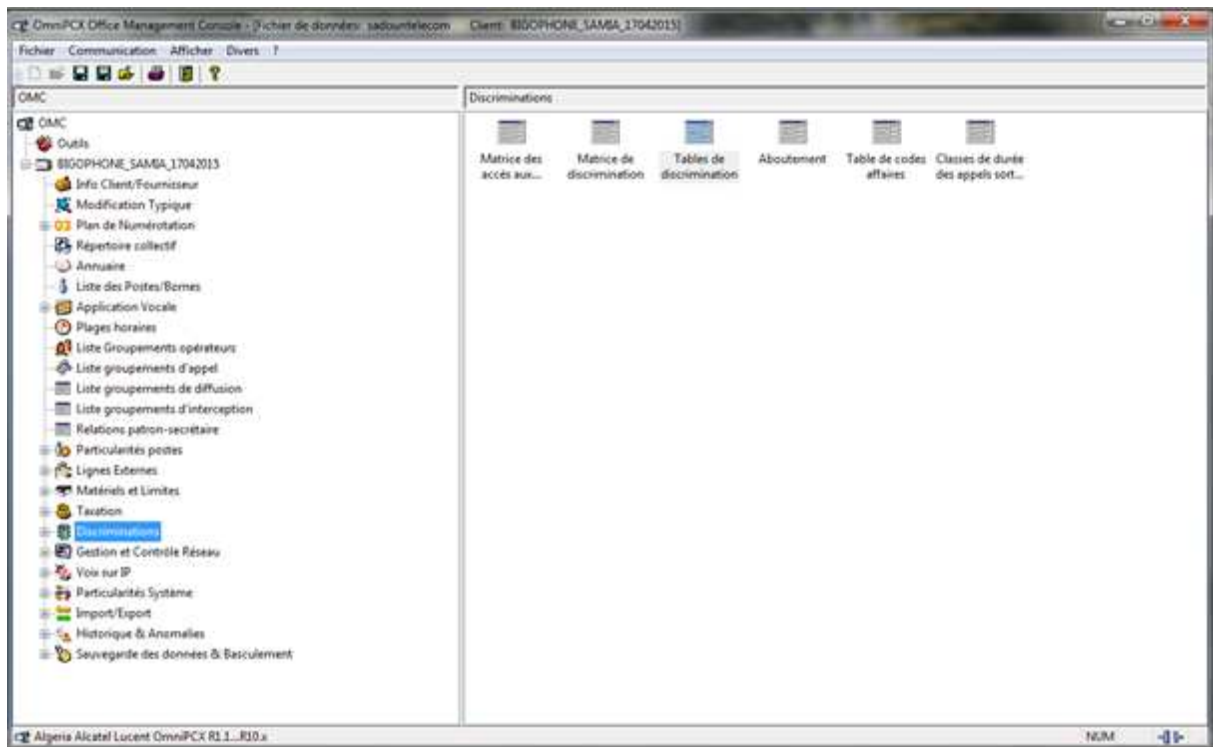 OmniPCX Office Management Console - [Fichier de données: sadountelecom Client: BIGOPHONE_SAMIA_17042015]
Fichier Communication Afficher Divers ?
OMC
Discriminations
OMC
Outils
BIGOPHONE_SAMIA_17042015
Info Client/Fournisseur
Modification Typique
Plan de Numérotation
Répertoire collectif
Annuaire
Liste des Postes/Bornes
Application Vocale
Plages horaires
Liste Groupements opérateurs
Liste groupements d'appel
Liste groupements de diffusion
Liste groupements d'interception
Relations patron-secrétaire
Particularités postes
Lignes Externes
Matériels et Limites
Taxation
Discriminations
Gestion et Contrôle Réseau
Voix sur IP
Particularités Système
Import/Export
Historique & Anomalies
Sauvegarde des données & Basculement
Matrice des
accés aux...
Matrice de
discrimination
Tables de
discrimination
Aboutement
Table de codes
affaires
Classes de durée
des appels sort...
Algeria Alcatel Lucent OmniPCX R1.1...R10.x
NUM